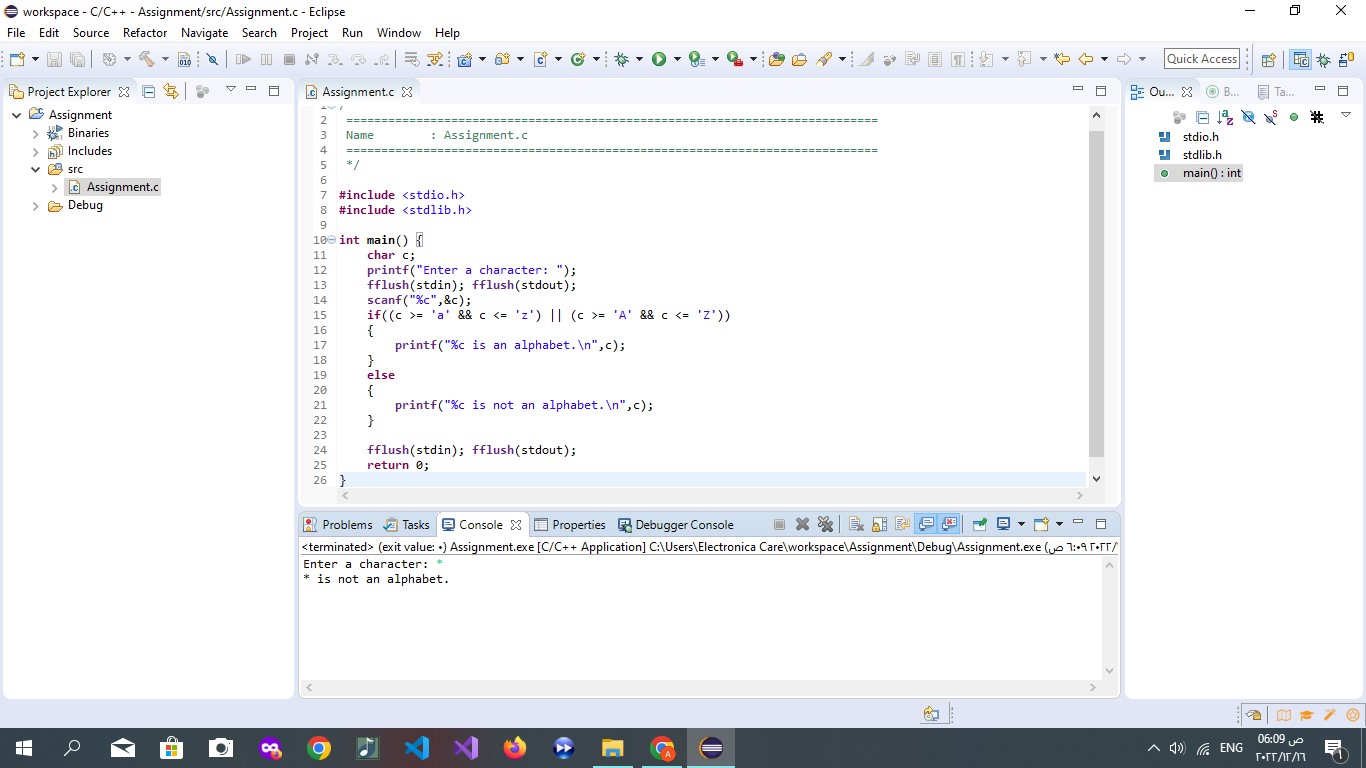 workspace - C/C++ - Assignment/src/Assignment.c - Eclipse
File Edit Source Refactor Navigate Search Project Run Window Help
Quick Access
Project Explorer
Assignment
Binaries
Includes
src
Assignment.c
Debug
Assignment.c
2 ============================================================================
3 Name        : Assignment.c
4 ============================================================================
5 */
6
7 #include <stdio.h>
8 #include <stdlib.h>
9
10 int main() {
11     char c;
12     printf("Enter a character: ");
13     fflush(stdin); fflush(stdout);
14     scanf("%c",&c);
15     if((c >= 'a' && c <= 'z') || (c >= 'A' && c <= 'Z'))
16     {
17         printf("%c is an alphabet.\n",c);
18     }
19     else
20     {
21         printf("%c is not an alphabet.\n",c);
22     }
23
24     fflush(stdin); fflush(stdout);
25     return 0;
26 }
Ou... B... Ta...
stdio.h
stdlib.h
main() : int
Problems Tasks Console Properties Debugger Console
<terminated> (exit value: ٠) Assignment.exe [C/C++ Application] C:\Users\Electronica Care\workspace\Assignment\Debug\Assignment.exe (ص ٦:٠٩ ٢٠٢٢/
Enter a character: *
* is not an alphabet.
ENG
06:09 ص
٢٠٢٢/١٢/١٦
1